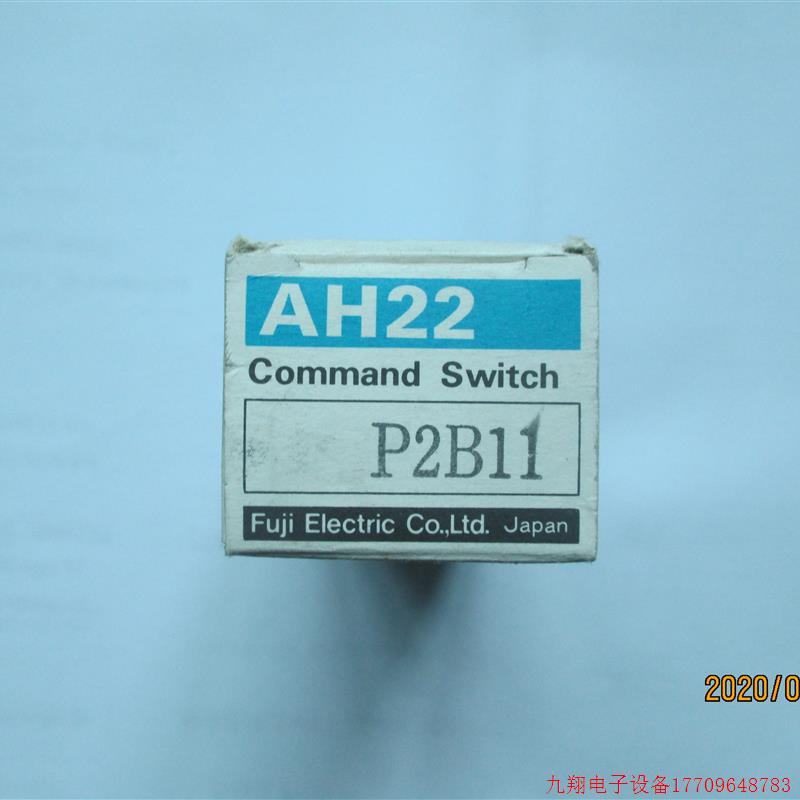 AH22
Command Switch
P2B11
Fuji Electric Co.,Ltd. Japan
2020/0
九翔电子设备17709648783